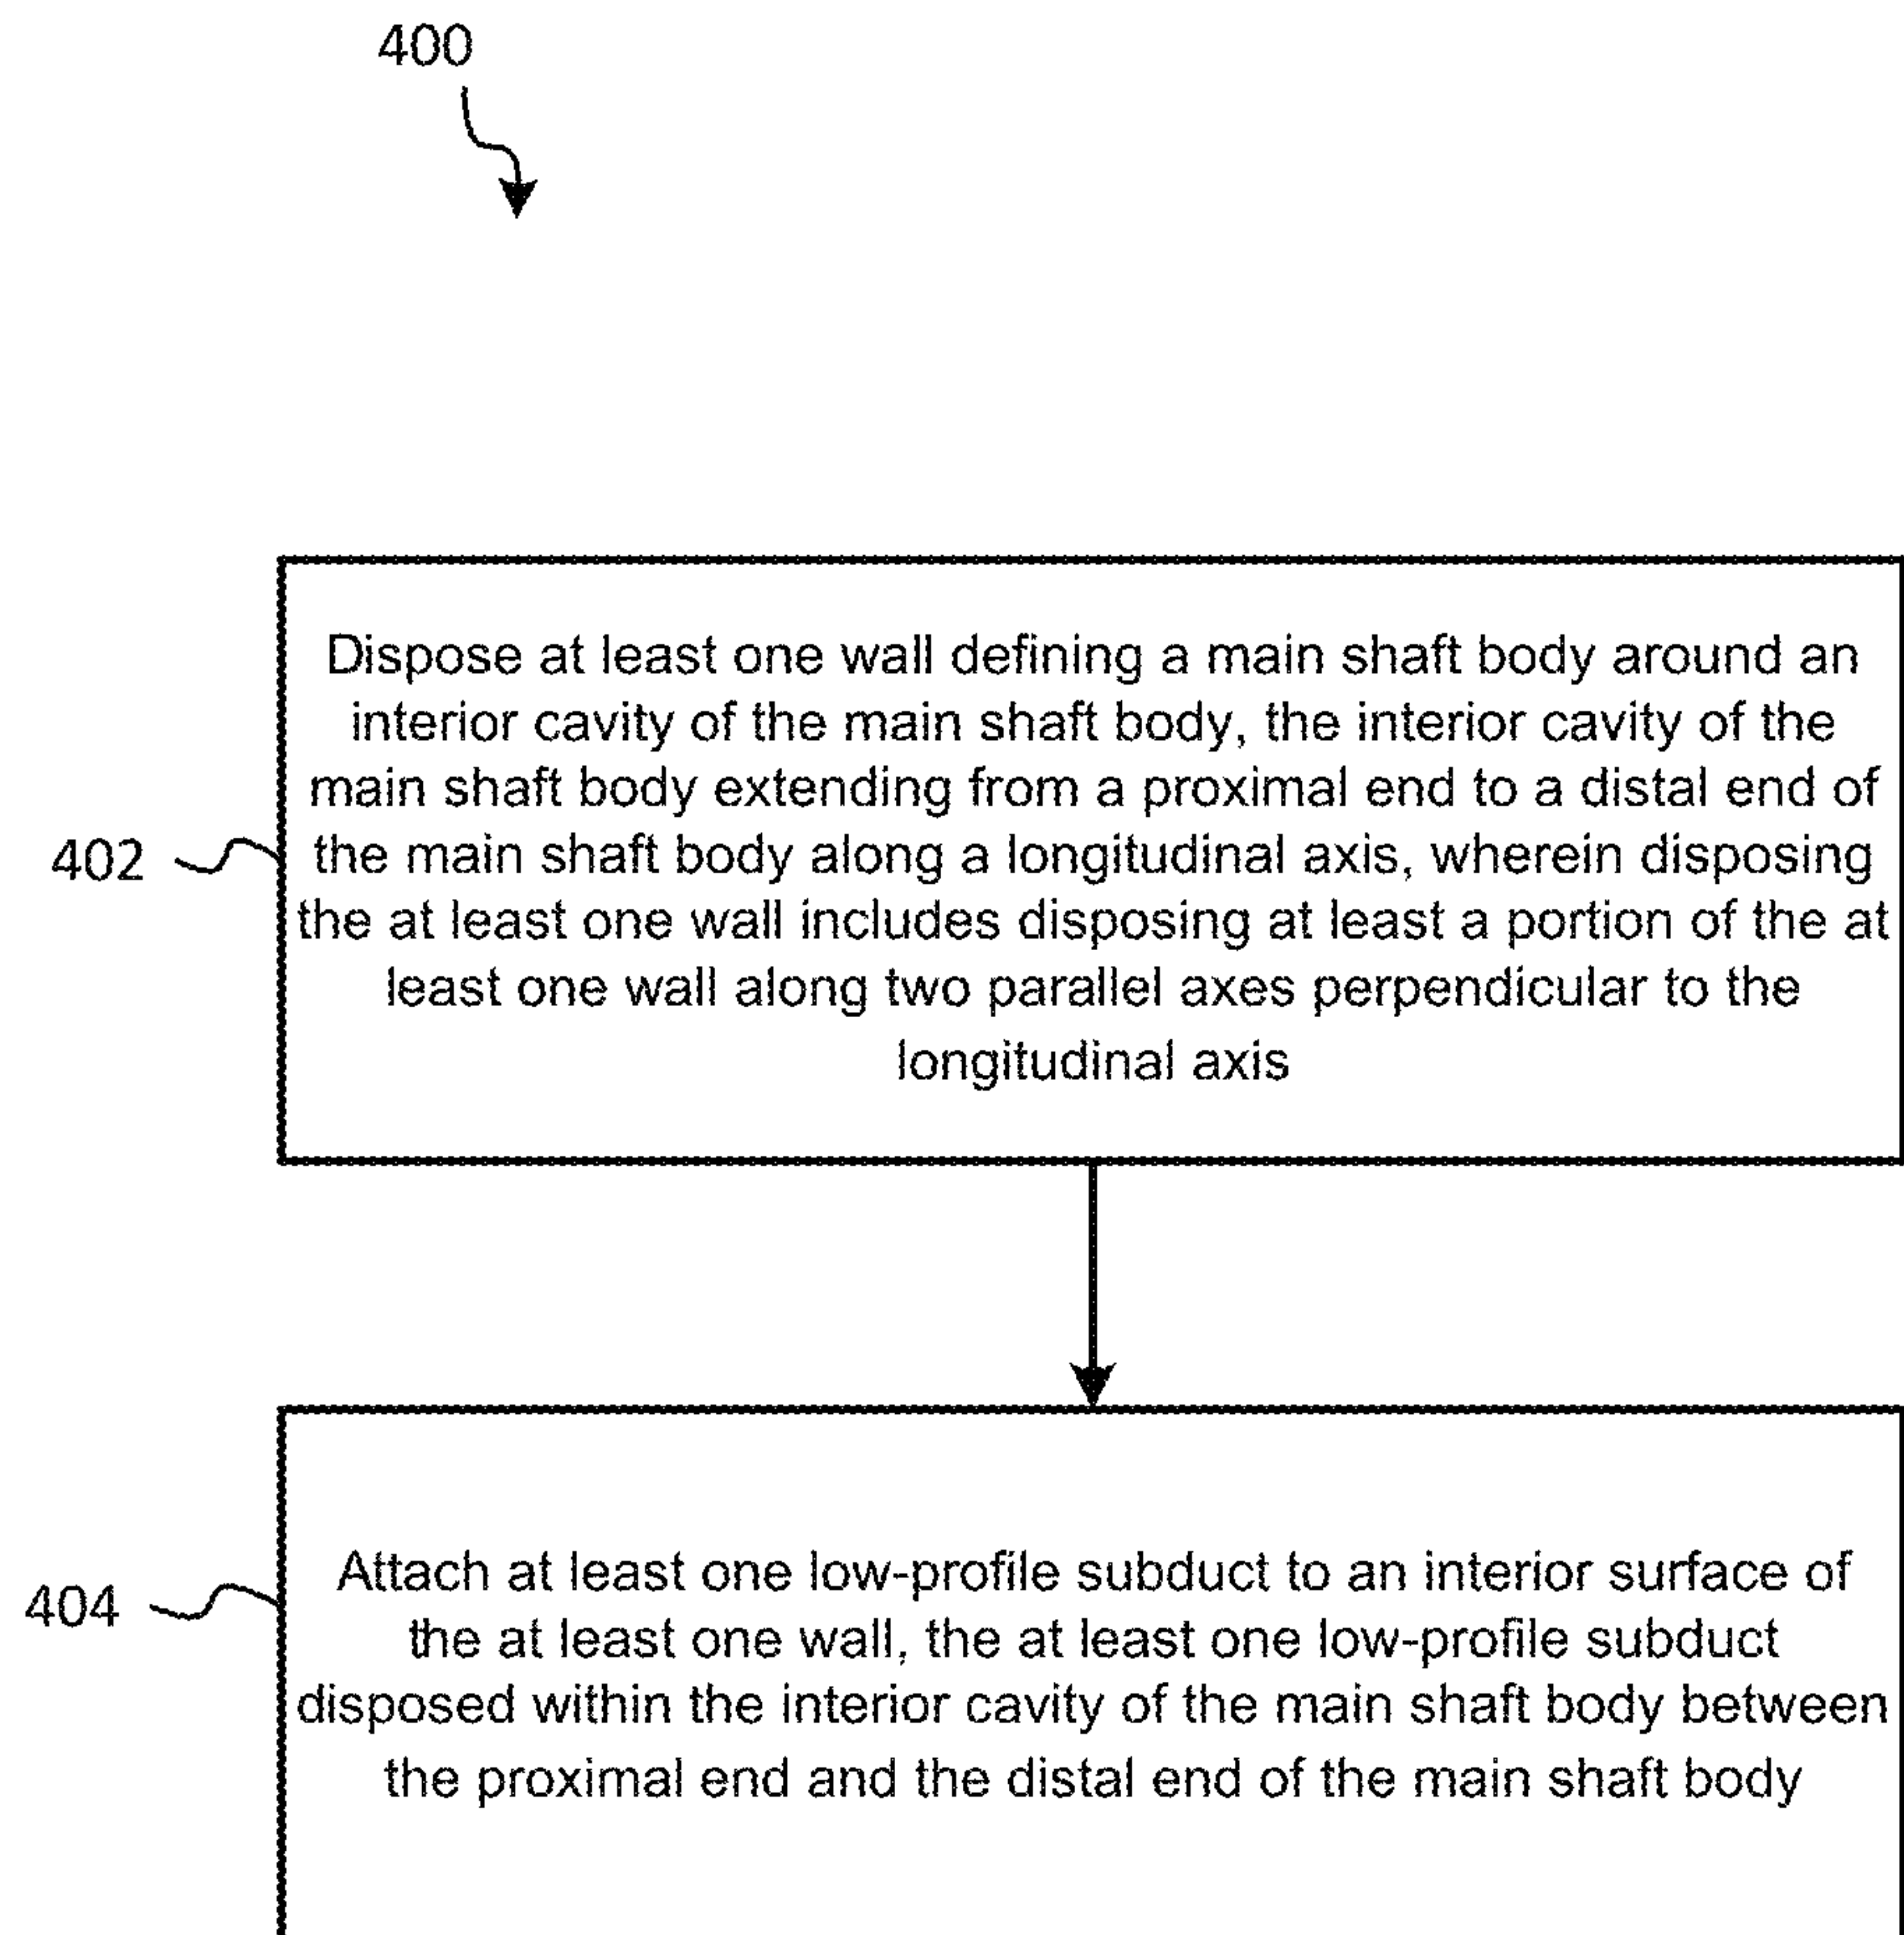 400
Dispose at least one wall defining a main shaft body around an
interior cavity of the main shaft body, the interior cavity of the
main shaft body extending from a proximal end to a distal end of
the main shaft body along a longitudinal axis, wherein disposing
the at least one wall includes disposing at least a portion of the at
least one wall along two parallel axes perpendicular to the
longitudinal axis
402
Attach at least one low-profile subduct to an interior surface of
the at least one wall, the at least one low-profile subduct
disposed within the interior cavity of the main shaft body between
the proximal end and the distal end of the main shaft body
404